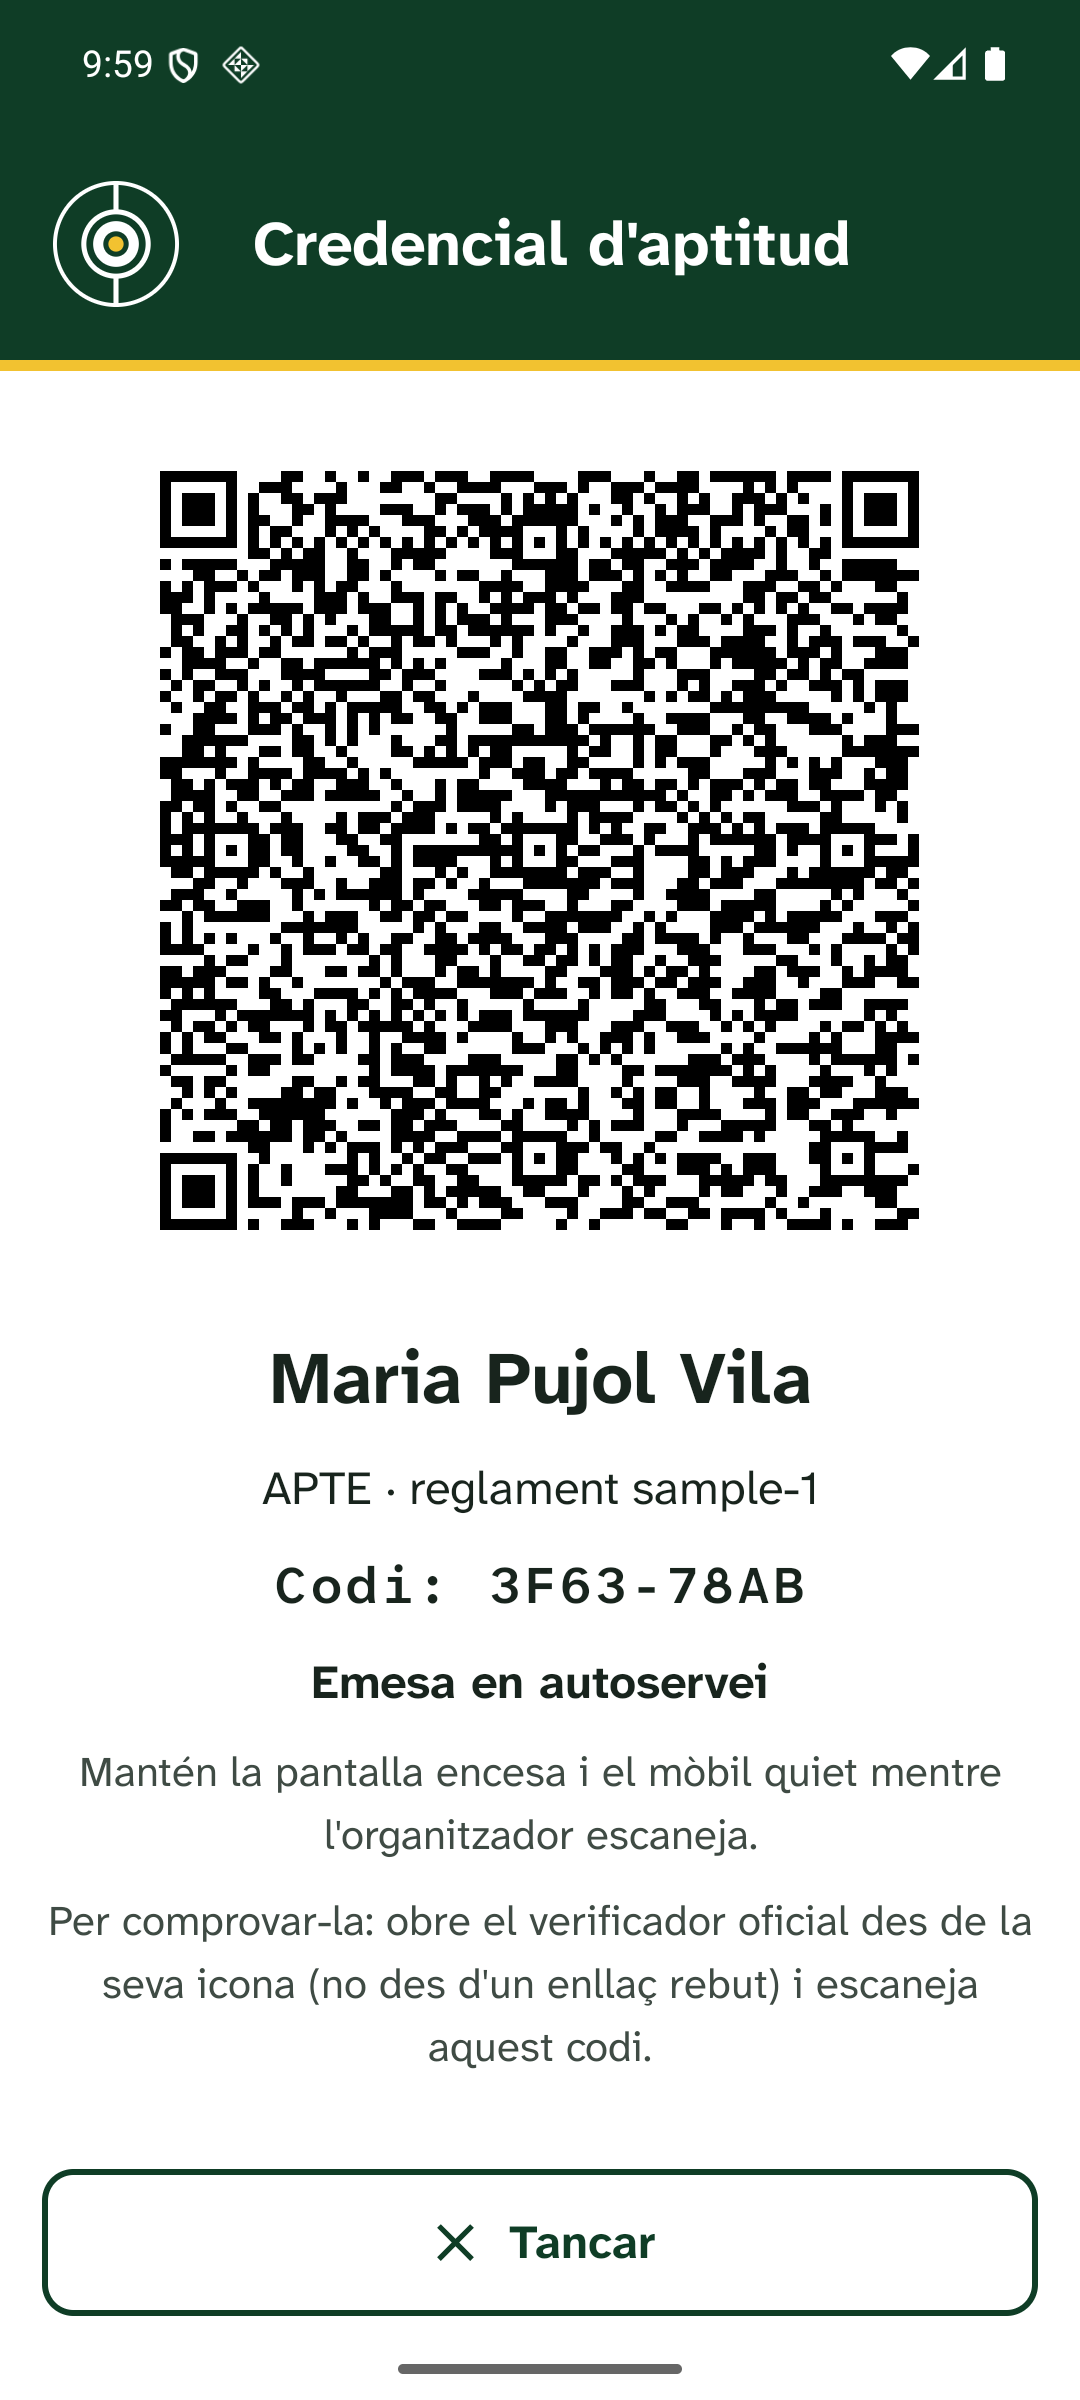 9:59
Credencial d'aptitud
Maria Pujol Vila
APTE · reglament sample-1
Codi: 3F63-78AB
Emesa en autoservei
Mantén la pantalla encesa i el mòbil quiet mentre
l'organitzador escaneja.
Per comprovar-la: obre el verificador oficial des de la
seva icona (no des d'un enllaç rebut) i escaneja
aquest codi.
Tancar